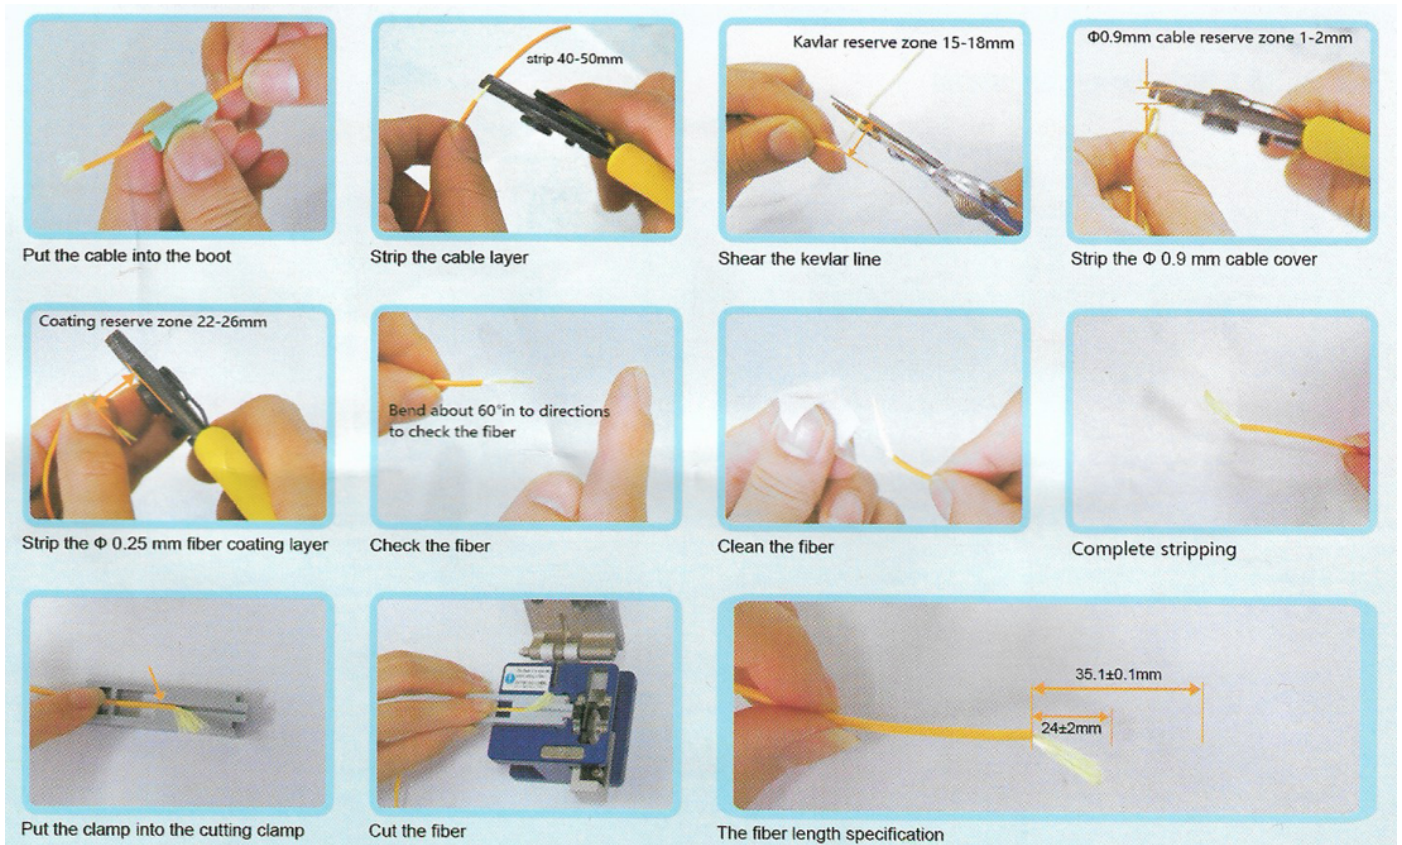 Kavlar reserve zone 15-18mm
Φ0.9mm cable reserve zone 1-2mm
strip 40-50mm
Put the cable into the boot
Strip the cable layer
Shear the kevlar line
Strip the Φ 0.9 mm cable cover
Coating reserve zone 22-26mm
Bend about 60°in to directions
to check the fiber
Strip the Φ 0.25 mm fiber coating layer
Check the fiber
Clean the fiber
Complete stripping
35.1±0.1mm
24±2mm
Put the clamp into the cutting clamp
Cut the fiber
The fiber length specification